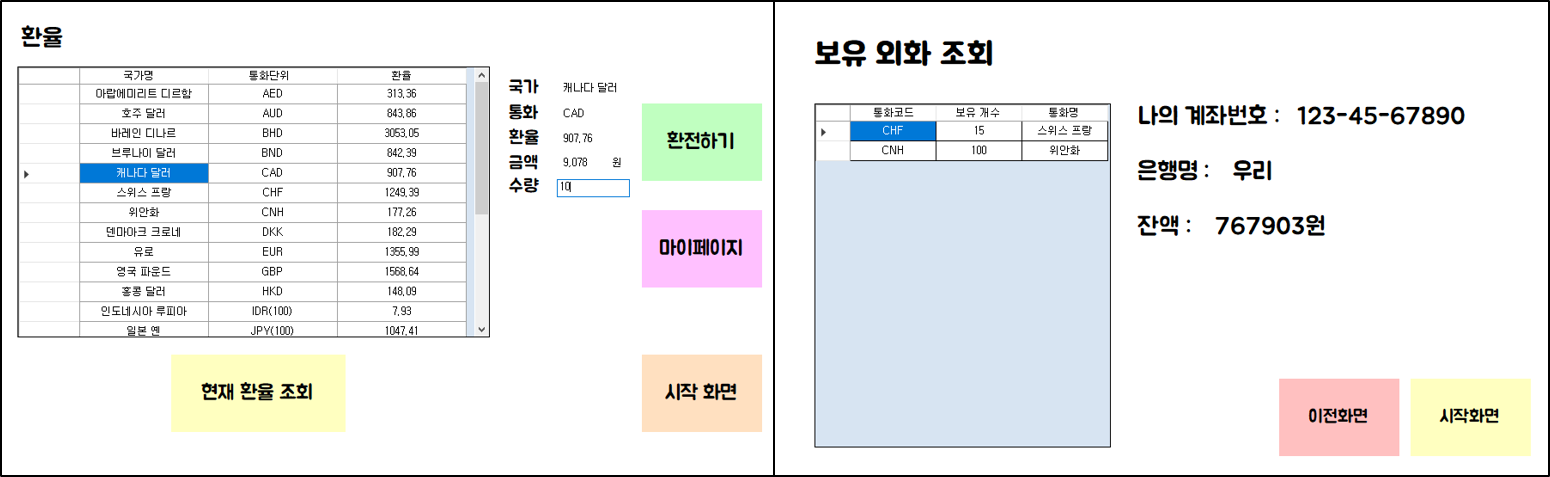 환율
국가명 통화단위 환율
아랍에미리트 디르함 AED 313,36
호주 달러 AUD 843,86
바레인 디나르 BHD 3053,05
브루나이 달러 BND 842,39
캐나다 달러 CAD 907,76
스위스 프랑 CHF 1249,39
위안화 CNH 177,26
덴마아크 크로네 DKK 182,29
유로 EUR 1355,99
영국 파운드 GBP 1568,64
홍콩 달러 HKD 148,09
인도네시아 루피아 IDR(100) 7,93
일본 옌 JPY(100) 1047,41
국가 캐나다 달러
통화 CAD
환율 907,76
금액 9,078 원
수량 10
환전하기
마이페이지
현재 환율 조회
시작 화면
보유 외화 조회
통화코드 보유 개수 통화명
CHF 15 스위스 프랑
CNH 100 위안화
나의 계좌번호 : 123-45-67890
은행명 : 우리
잔액 : 767903원
이전화면
시작화면